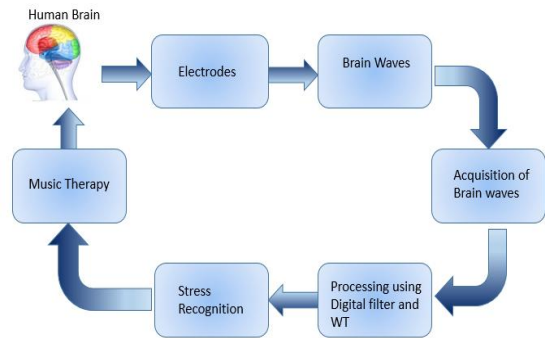 Human Brain
Electrodes
Brain Waves
Acquisition of
Brain waves
Processing using
Digital filter and
WT
Stress
Recognition
Music Therapy